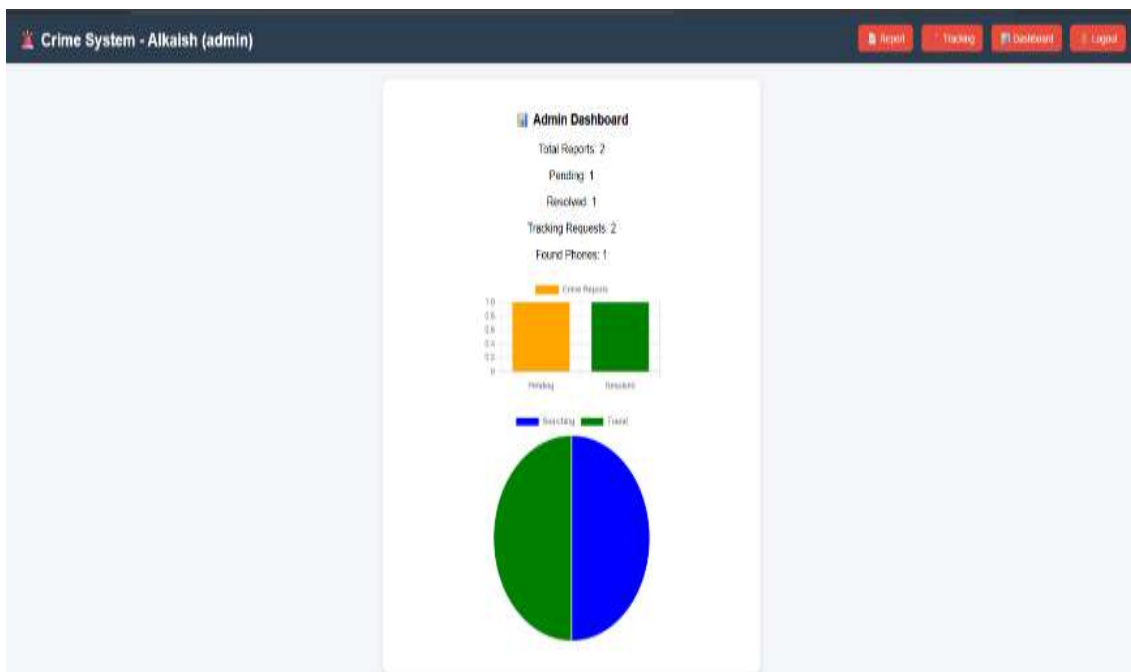 Crime System - Alkaish (admin)
Report
Tracking
Dashboard
Logout
Admin Dashboard
Total Reports: 2
Pending: 1
Resolved: 1
Tracking Requests: 2
Found Phones: 1
Crime Reports
1.0
0.8
0.6
0.4
0.2
0
Pending Resolved
Searching Found